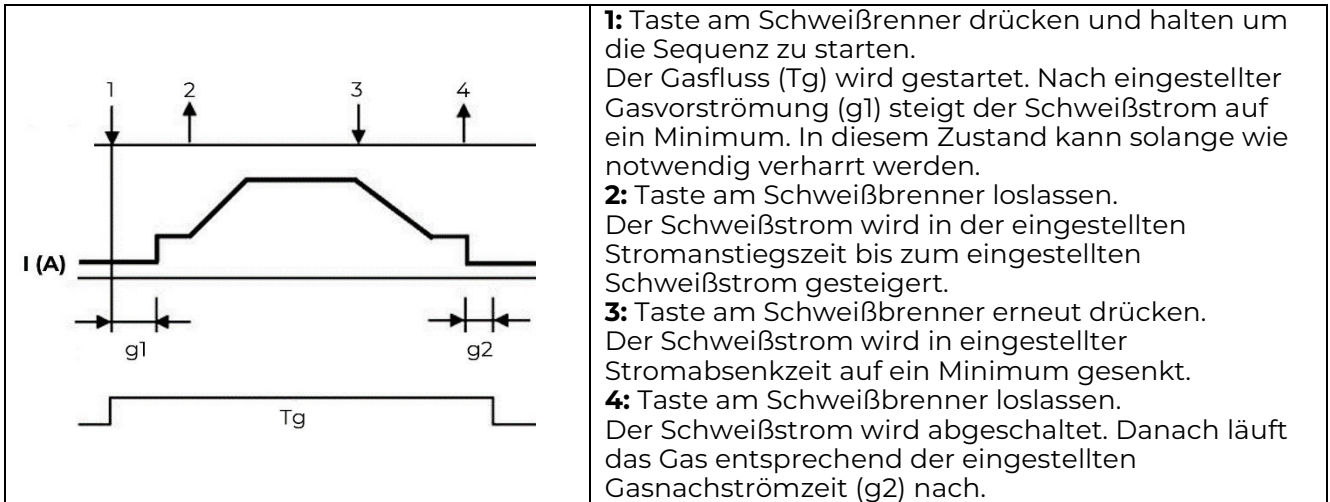 1 2 3 4
I (A)
g1 g2
Tg
1: Taste am Schweißrenner drücken und halten um
die Sequenz zu starten.
Der Gasfluss (Tg) wird gestartet. Nach eingestellter
Gasvorströmung (g1) steigt der Schweißstrom auf
ein Minimum. In diesem Zustand kann solange wie
notwendig verharrt werden.
2: Taste am Schweißbrenner loslassen.
Der Schweißstrom wird in der eingestellten
Stromanstiegszeit bis zum eingestellten
Schweißstrom gesteigert.
3: Taste am Schweißbrenner erneut drücken.
Der Schweißstrom wird in eingestellter
Stromabsenkzeit auf ein Minimum gesenkt.
4: Taste am Schweißbrenner loslassen.
Der Schweißstrom wird abgeschaltet. Danach läuft
das Gas entsprechend der eingestellten
Gasnachströmzeit (g2) nach.